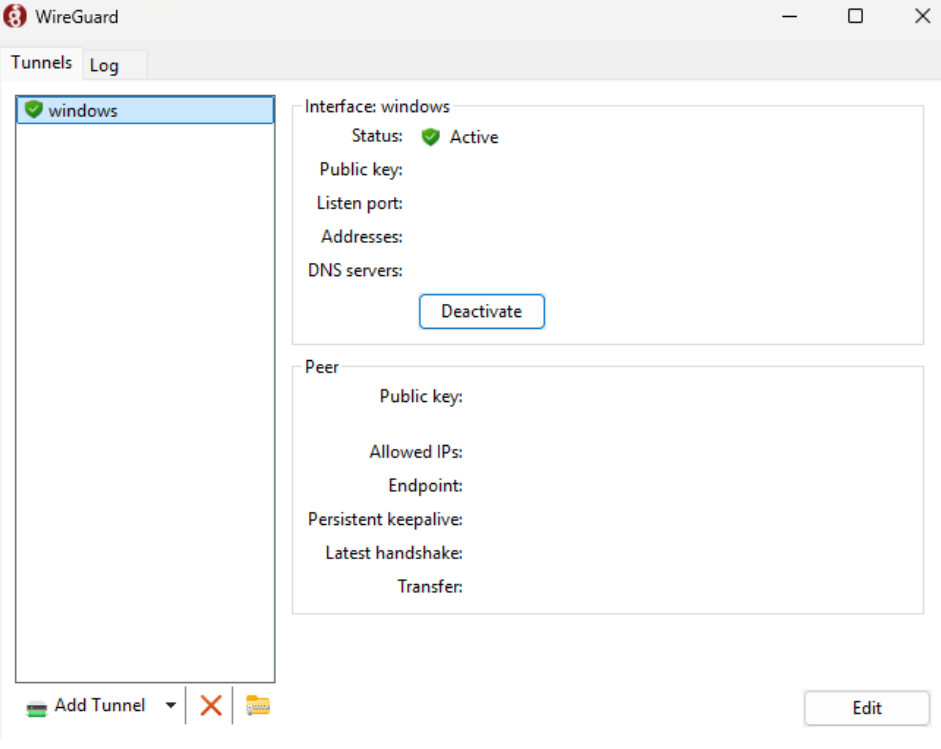 WireGuard
Tunnels
Log
windows
Interface: windows
Status: Active
Public key:
Listen port:
Addresses:
DNS servers:
Deactivate
Peer
Public key:
Allowed IPs:
Endpoint:
Persistent keepalive:
Latest handshake:
Transfer:
Add Tunnel
Edit